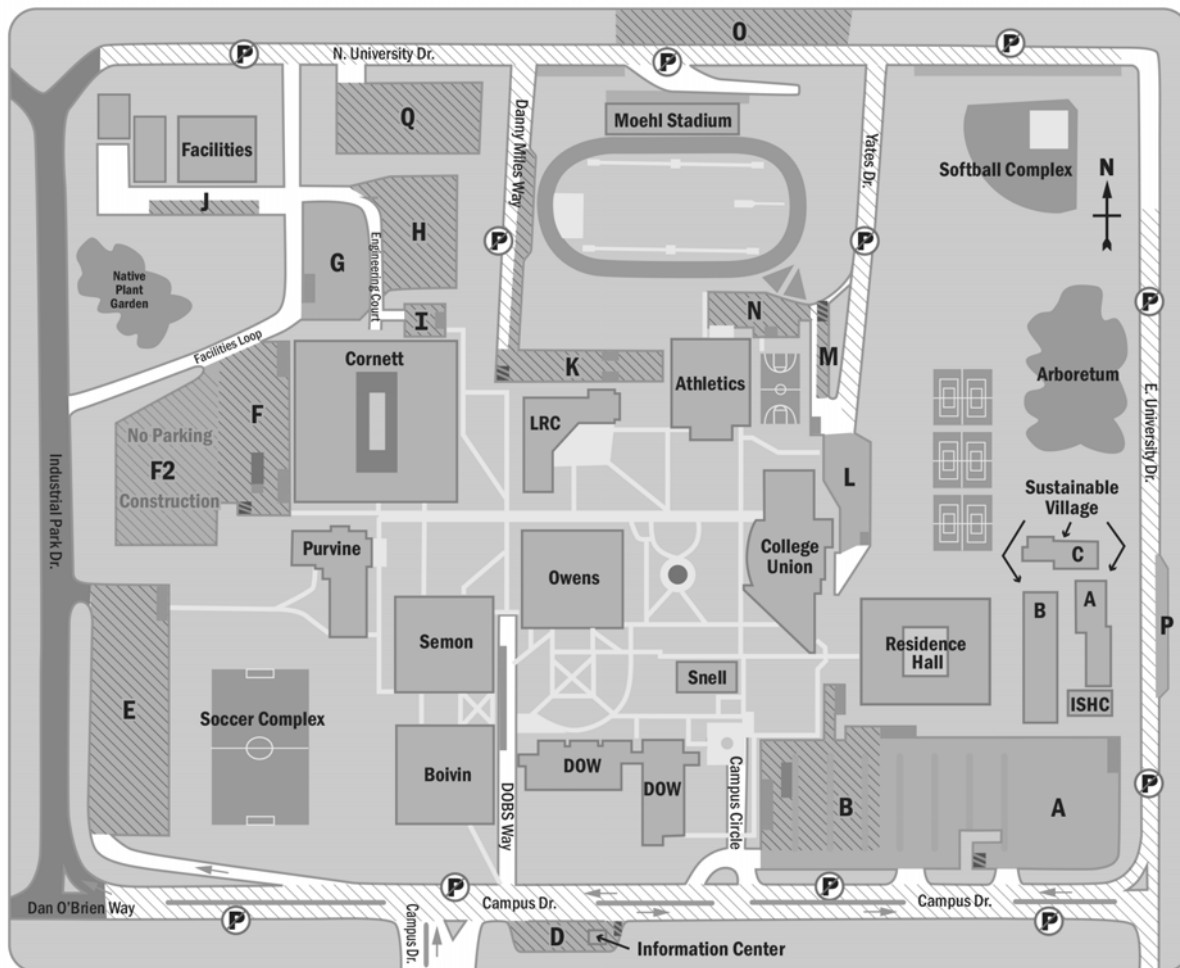 O
P
P
P
N. University Dr.
Q
Danny Miles Way
Moehl Stadium
Yates Dr.
Softball Complex
N
Facilities
J
H
Engineering Court
P
P
G
Native
Plant
Garden
I
N
P
Facilities Loop
Cornett
K
Athletics
M
Arboretum
E. University Dr.
F
LRC
No Parking
F2
Construction
Industrial Park Dr.
L
Sustainable
Village
Purvine
Owens
College
Union
C
B
A
P
Semon
Residence
Hall
Snell
ISHC
E
Soccer Complex
Boivin
DOW
DOW
DOBS Way
Campus Circle
B
A
P
P
P
Dan O'Brien Way
Campus Dr.
Campus Dr.
P
P
Campus Dr.
D
Information Center